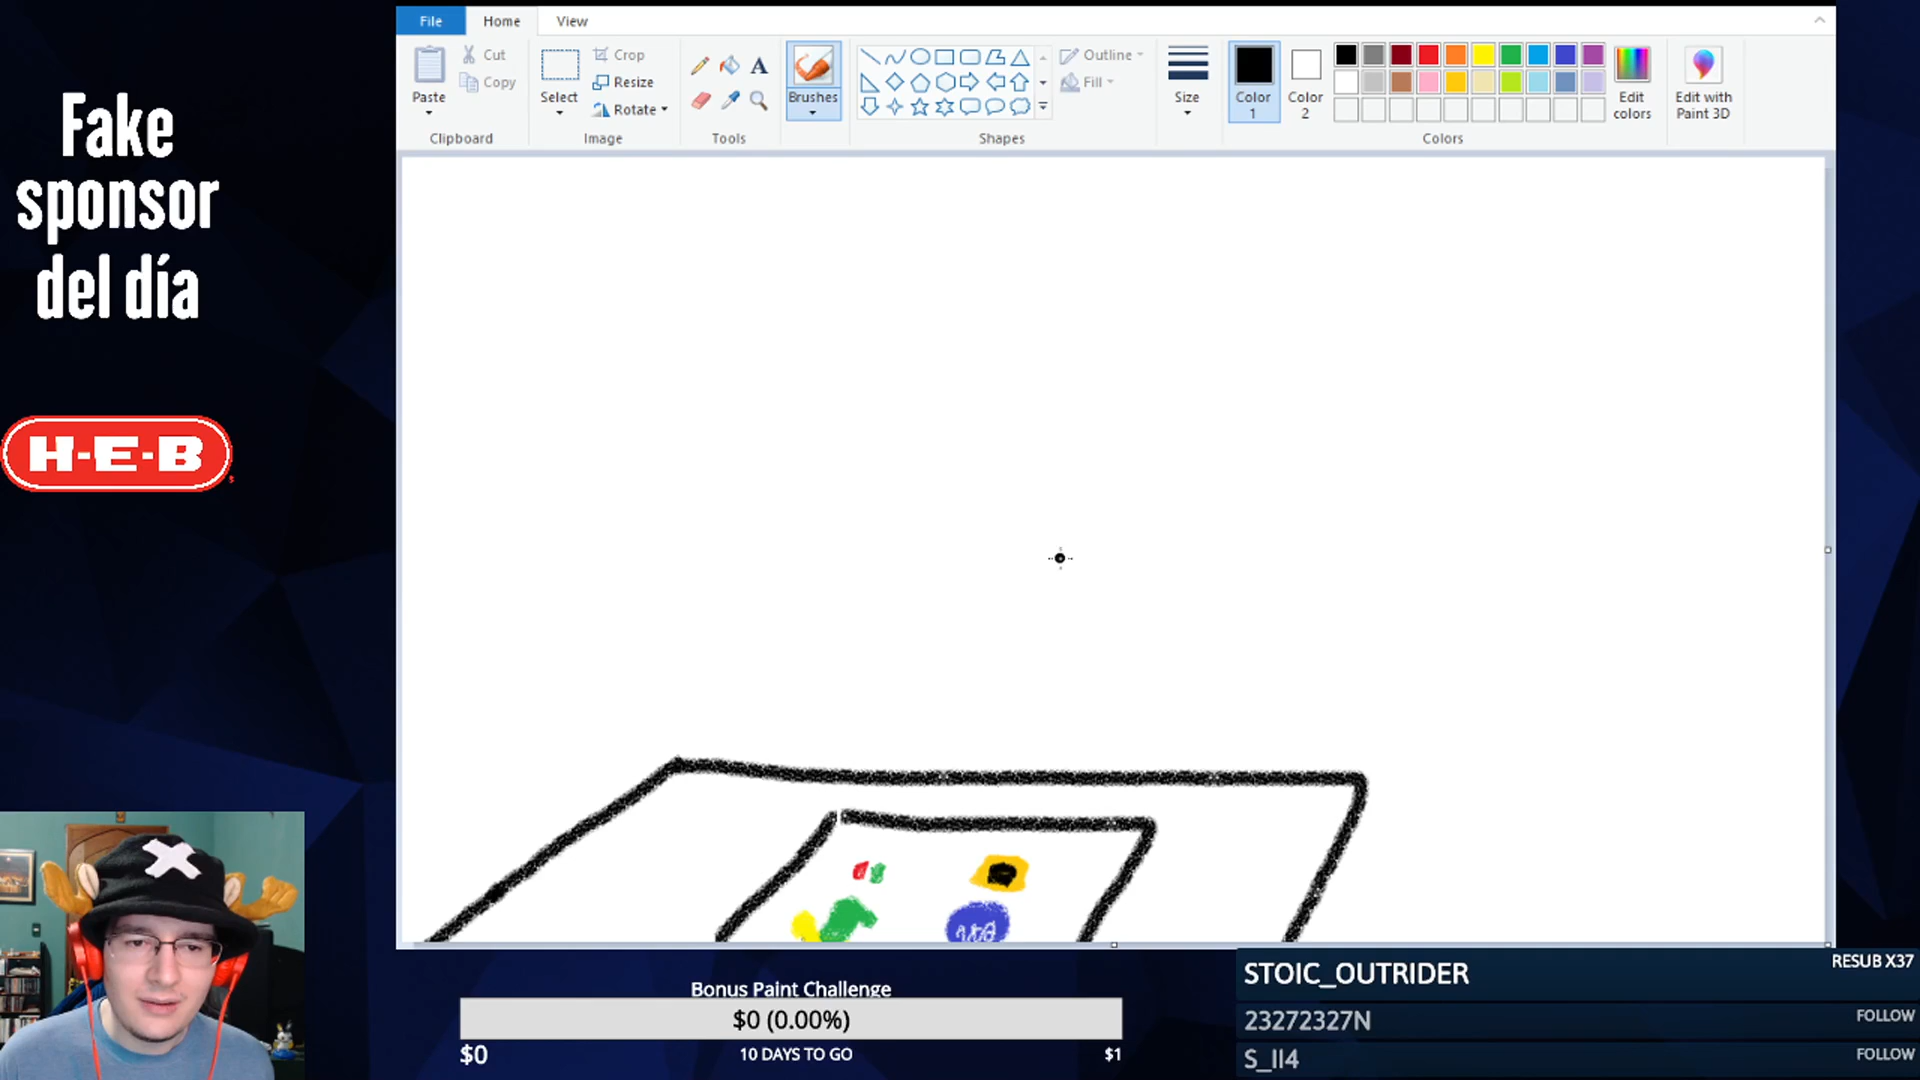 File Home View
Paste
Cut
Copy
Clipboard
Select
Crop
Resize
Rotate
Image
A
Tools
Brushes
Outline
Fill
Shapes
Size
Color
1
Color
2
Edit
colors
Colors
Edit with
Paint 3D
Fake
sponsor
del día
H-E-B
Bonus Paint Challenge
$0 (0.00%)
$0 10 DAYS TO GO $1
STOIC_OUTRIDER RESUB X37
23272327N FOLLOW
S_II4 FOLLOW